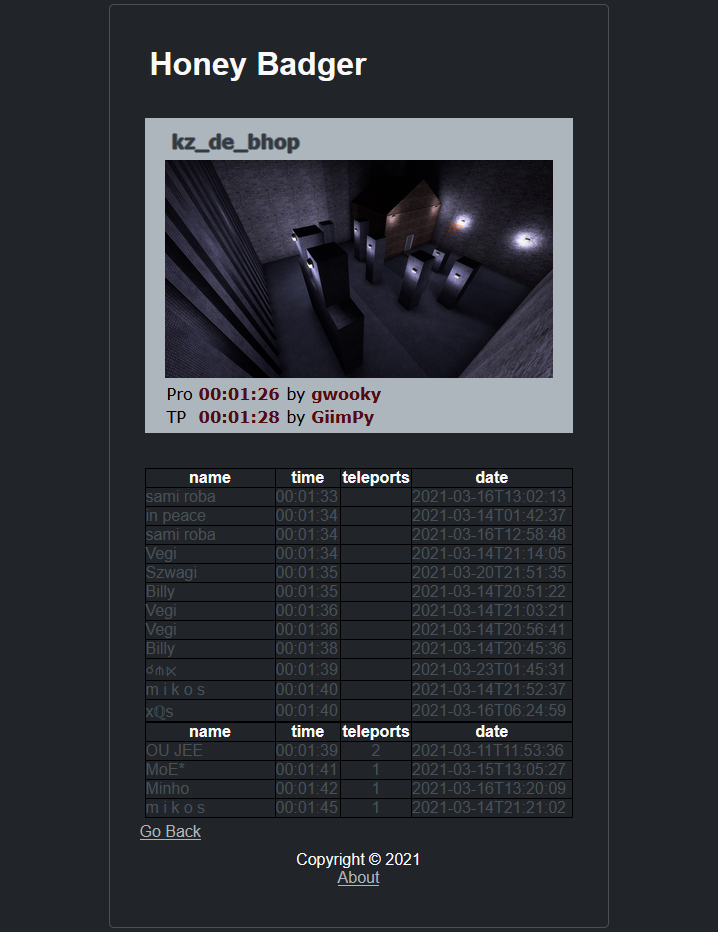 Honey Badger
kz_de_bhop
Pro 00:01:26 by gwooky
TP 00:01:28 by GiimPy
name time teleports date
sami roba 00:01:33 2021-03-16T13:02:13
in peace 00:01:34 2021-03-14T01:42:37
sami roba 00:01:34 2021-03-16T12:58:48
Vegi 00:01:34 2021-03-14T21:14:05
Szwagi 00:01:35 2021-03-20T21:51:35
Billy 00:01:35 2021-03-14T20:51:22
Vegi 00:01:36 2021-03-14T21:03:21
Vegi 00:01:36 2021-03-14T20:56:41
Billy 00:01:38 2021-03-14T20:45:36
00:01:39 2021-03-23T01:45:31
m i k o s 00:01:40 2021-03-14T21:52:37
xℚs 00:01:40 2021-03-16T06:24:59
name time teleports date
OU JEE 00:01:39 2 2021-03-11T11:53:36
MoE* 00:01:41 1 2021-03-15T13:05:27
Minho 00:01:42 1 2021-03-16T13:20:09
m i k o s 00:01:45 1 2021-03-14T21:21:02
Go Back
Copyright © 2021
About